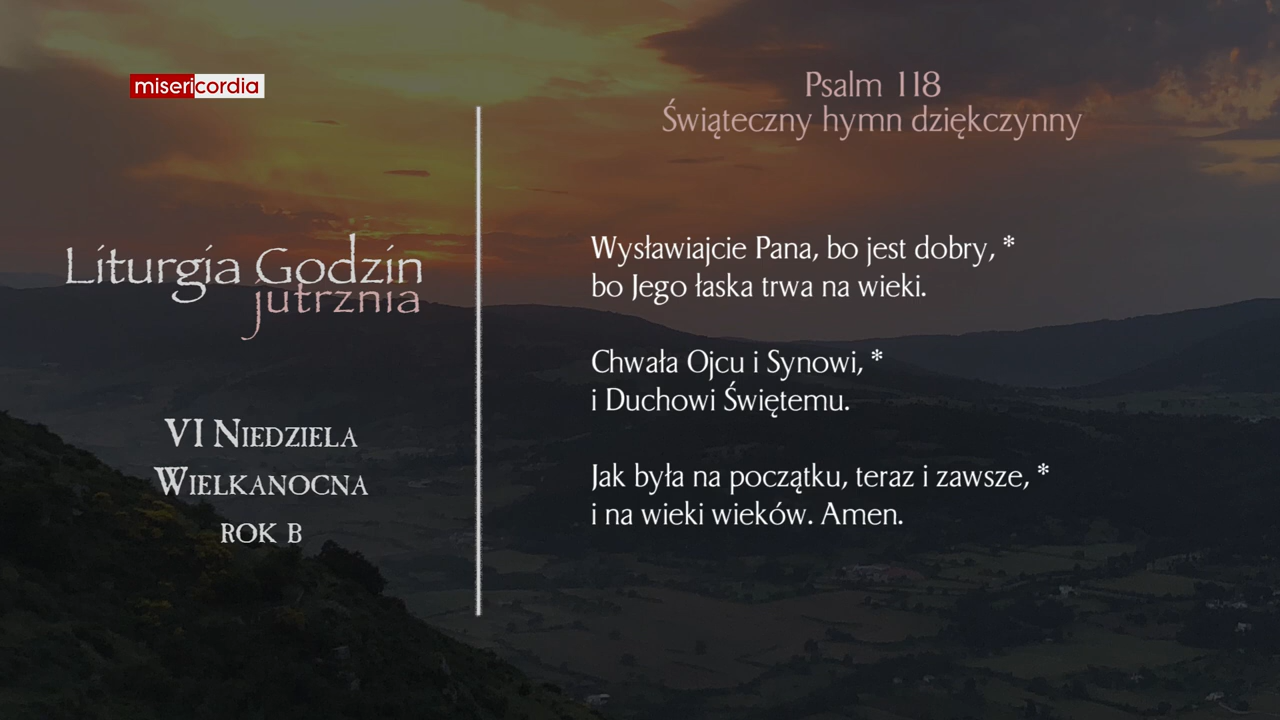 misericordia
Liturgia Godzin
jutrznia
VI Niedziela
Wielkanocna
rok B
Psalm 118
Świąteczny hymn dziękczynny
Wysławiajcie Pana, bo jest dobry, *
bo Jego łaska trwa na wieki.
Chwała Ojcu i Synowi, *
i Duchowi Świętemu.
Jak była na początku, teraz i zawsze, *
i na wieki wieków. Amen.